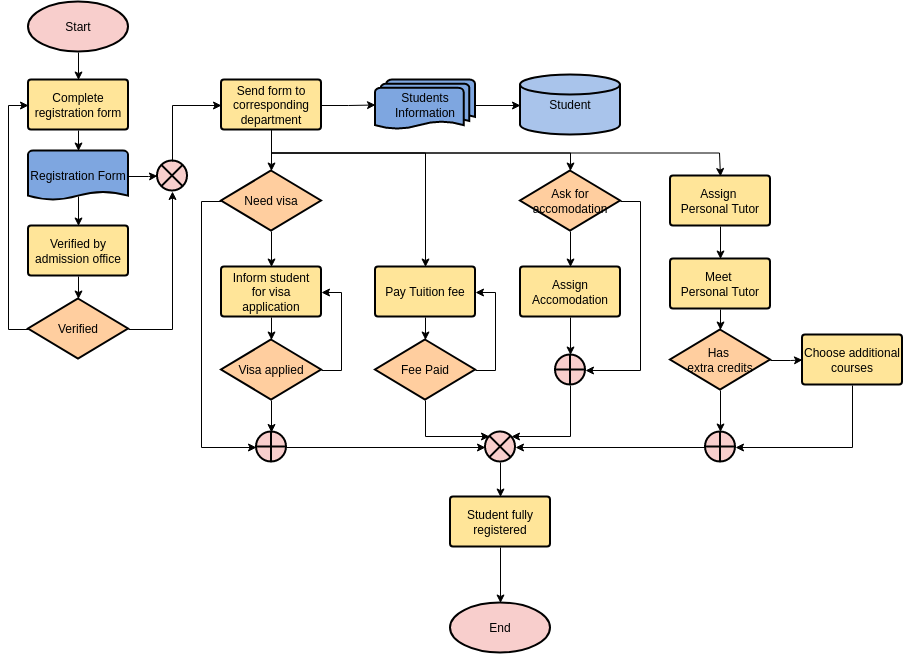 Start
Complete
registration form
Registration Form
Verified by
admission office
Verified
Send form to
corresponding
department
Students
Information
Student
Need visa
Inform student
for visa
application
Visa applied
Pay Tuition fee
Fee Paid
Ask for
accomodation
Assign
Accomodation
Assign
Personal Tutor
Meet
Personal Tutor
Has
extra credits
Choose additional
courses
Student fully
registered
End